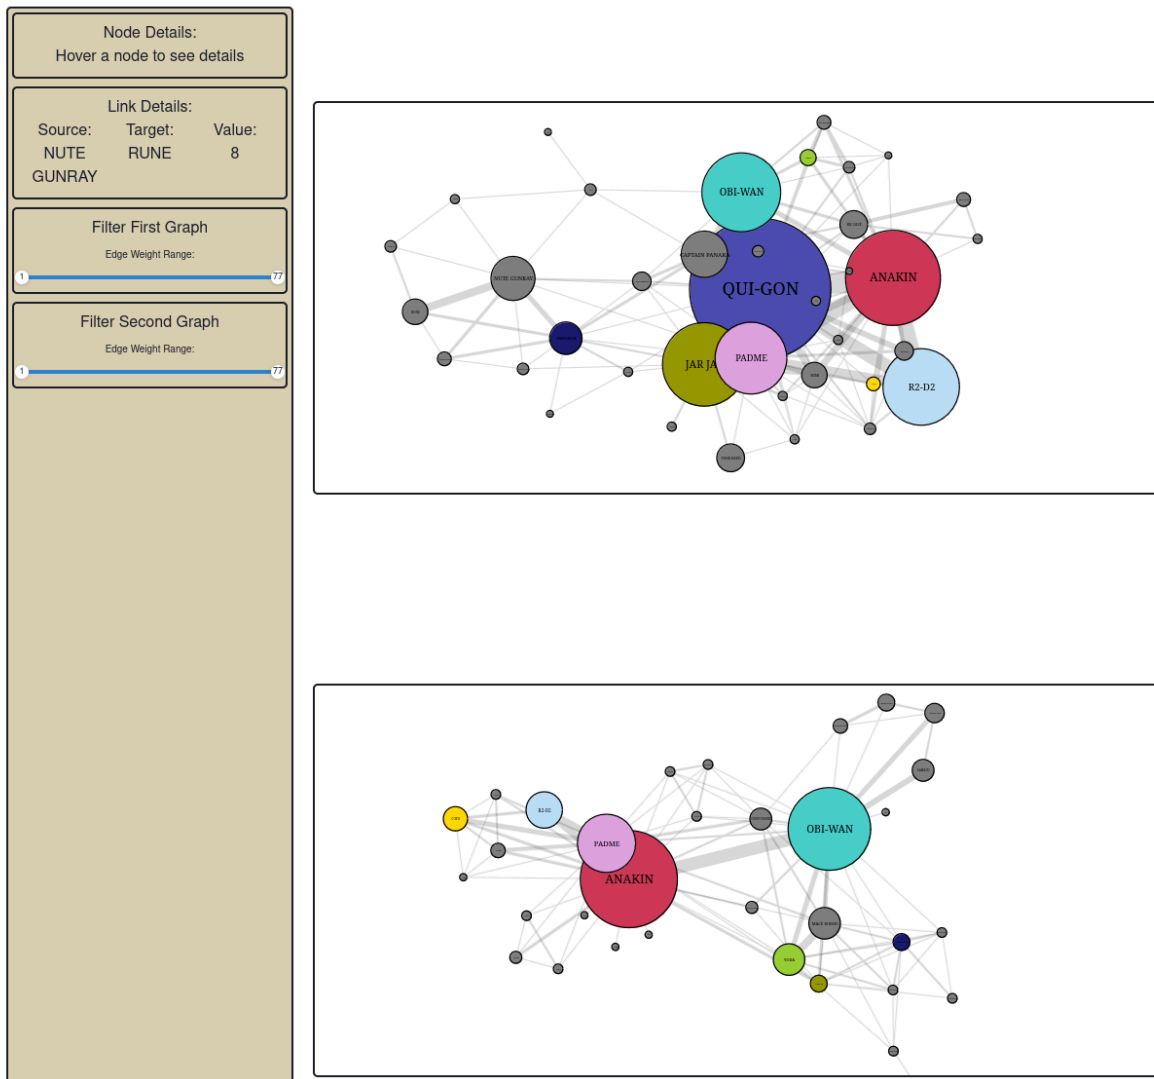 Node Details:
Hover a node to see details
Link Details:
Source: Target: Value:
NUTE GUNRAY RUNE 8
Filter First Graph
Edge Weight Range:
1 77
Filter Second Graph
Edge Weight Range:
1 77
OBI-WAN
CAPTAIN PANAKA
QUI-GON
ANAKIN
NUTE GUNRAY
JAR JA
PADME
R2-D2
R2-D2
PADME
ANAKIN
OBI-WAN
MACE WINDU
YODA